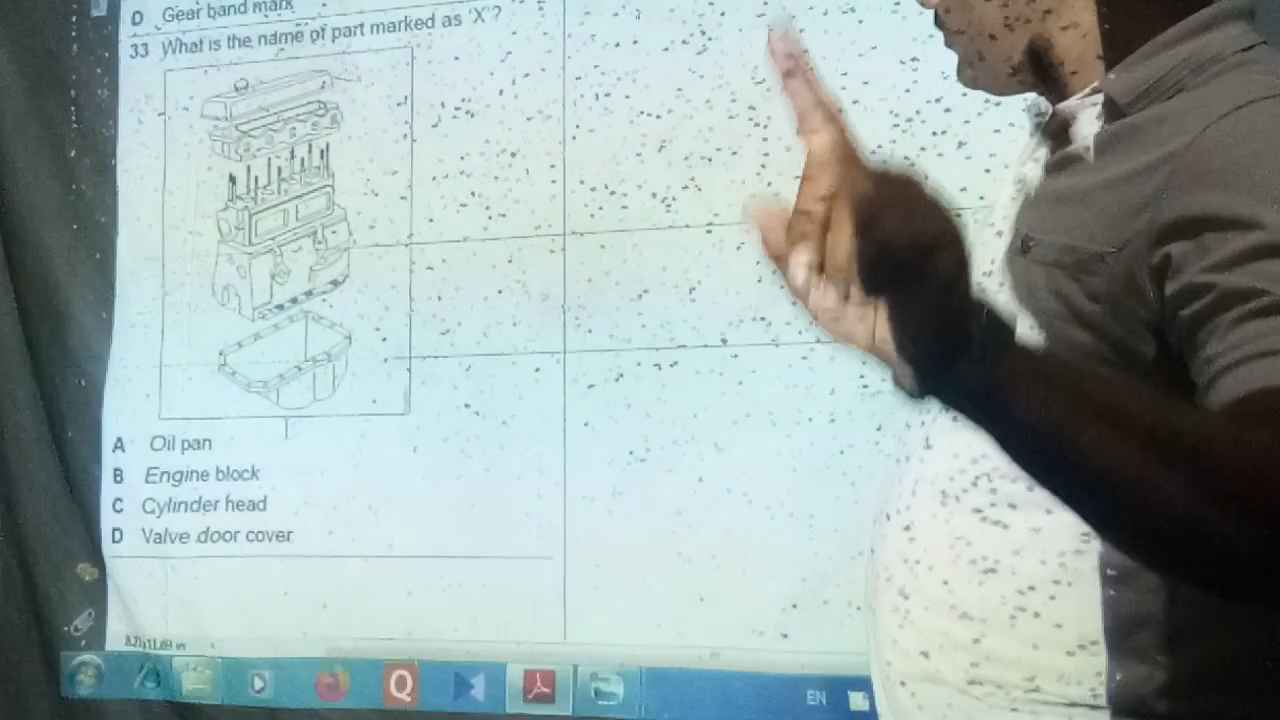 D Gear band mark
33 What is the name of part marked as 'X'?
A Oil pan
B Engine block
C Cylinder head
D Valve door cover
Q
EN